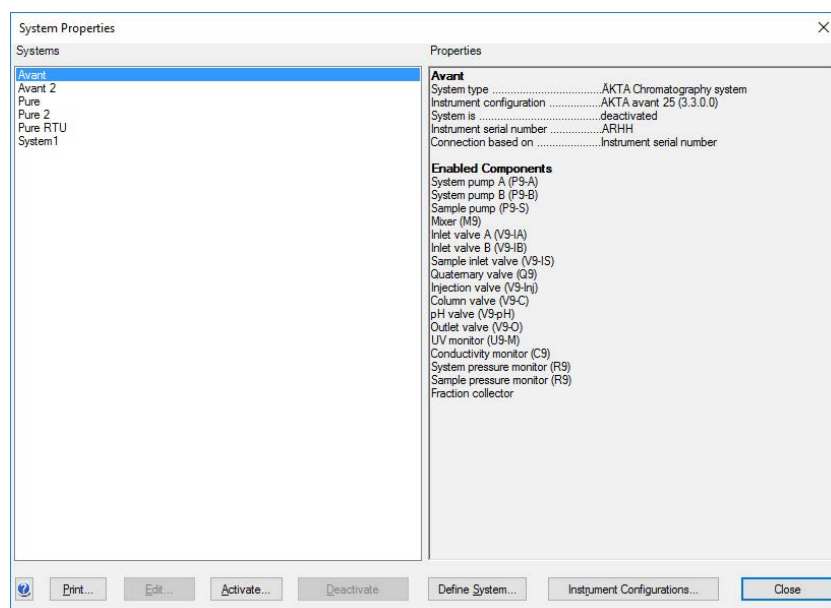 System Properties
Systems
Avant
Avant 2
Pure
Pure 2
Pure RTU
System1
Properties
Avant
System type ................................ÄKTA Chromatography system
Instrument configuration ...............ÄKTA avant 25 (3.3.0.0)
System is ...................................deactivated
Instrument serial number ...............ARHH
Connection based on ...................Instrument serial number
Enabled Components
System pump A (P9-A)
System pump B (P9-B)
Sample pump (P9-S)
Mixer (M9)
Inlet valve A (V9-IA)
Inlet valve B (V9-IB)
Sample inlet valve (V9-IS)
Quaternary valve (Q9)
Injection valve (V9-Inj)
Column valve (V9-C)
pH valve (V9-pH)
Outlet valve (V9-O)
UV monitor (U9-M)
Conductivity monitor (C9)
System pressure monitor (R9)
Sample pressure monitor (R9)
Fraction collector
Print... Edit... Activate... Deactivate Define System... Instrument Configurations... Close